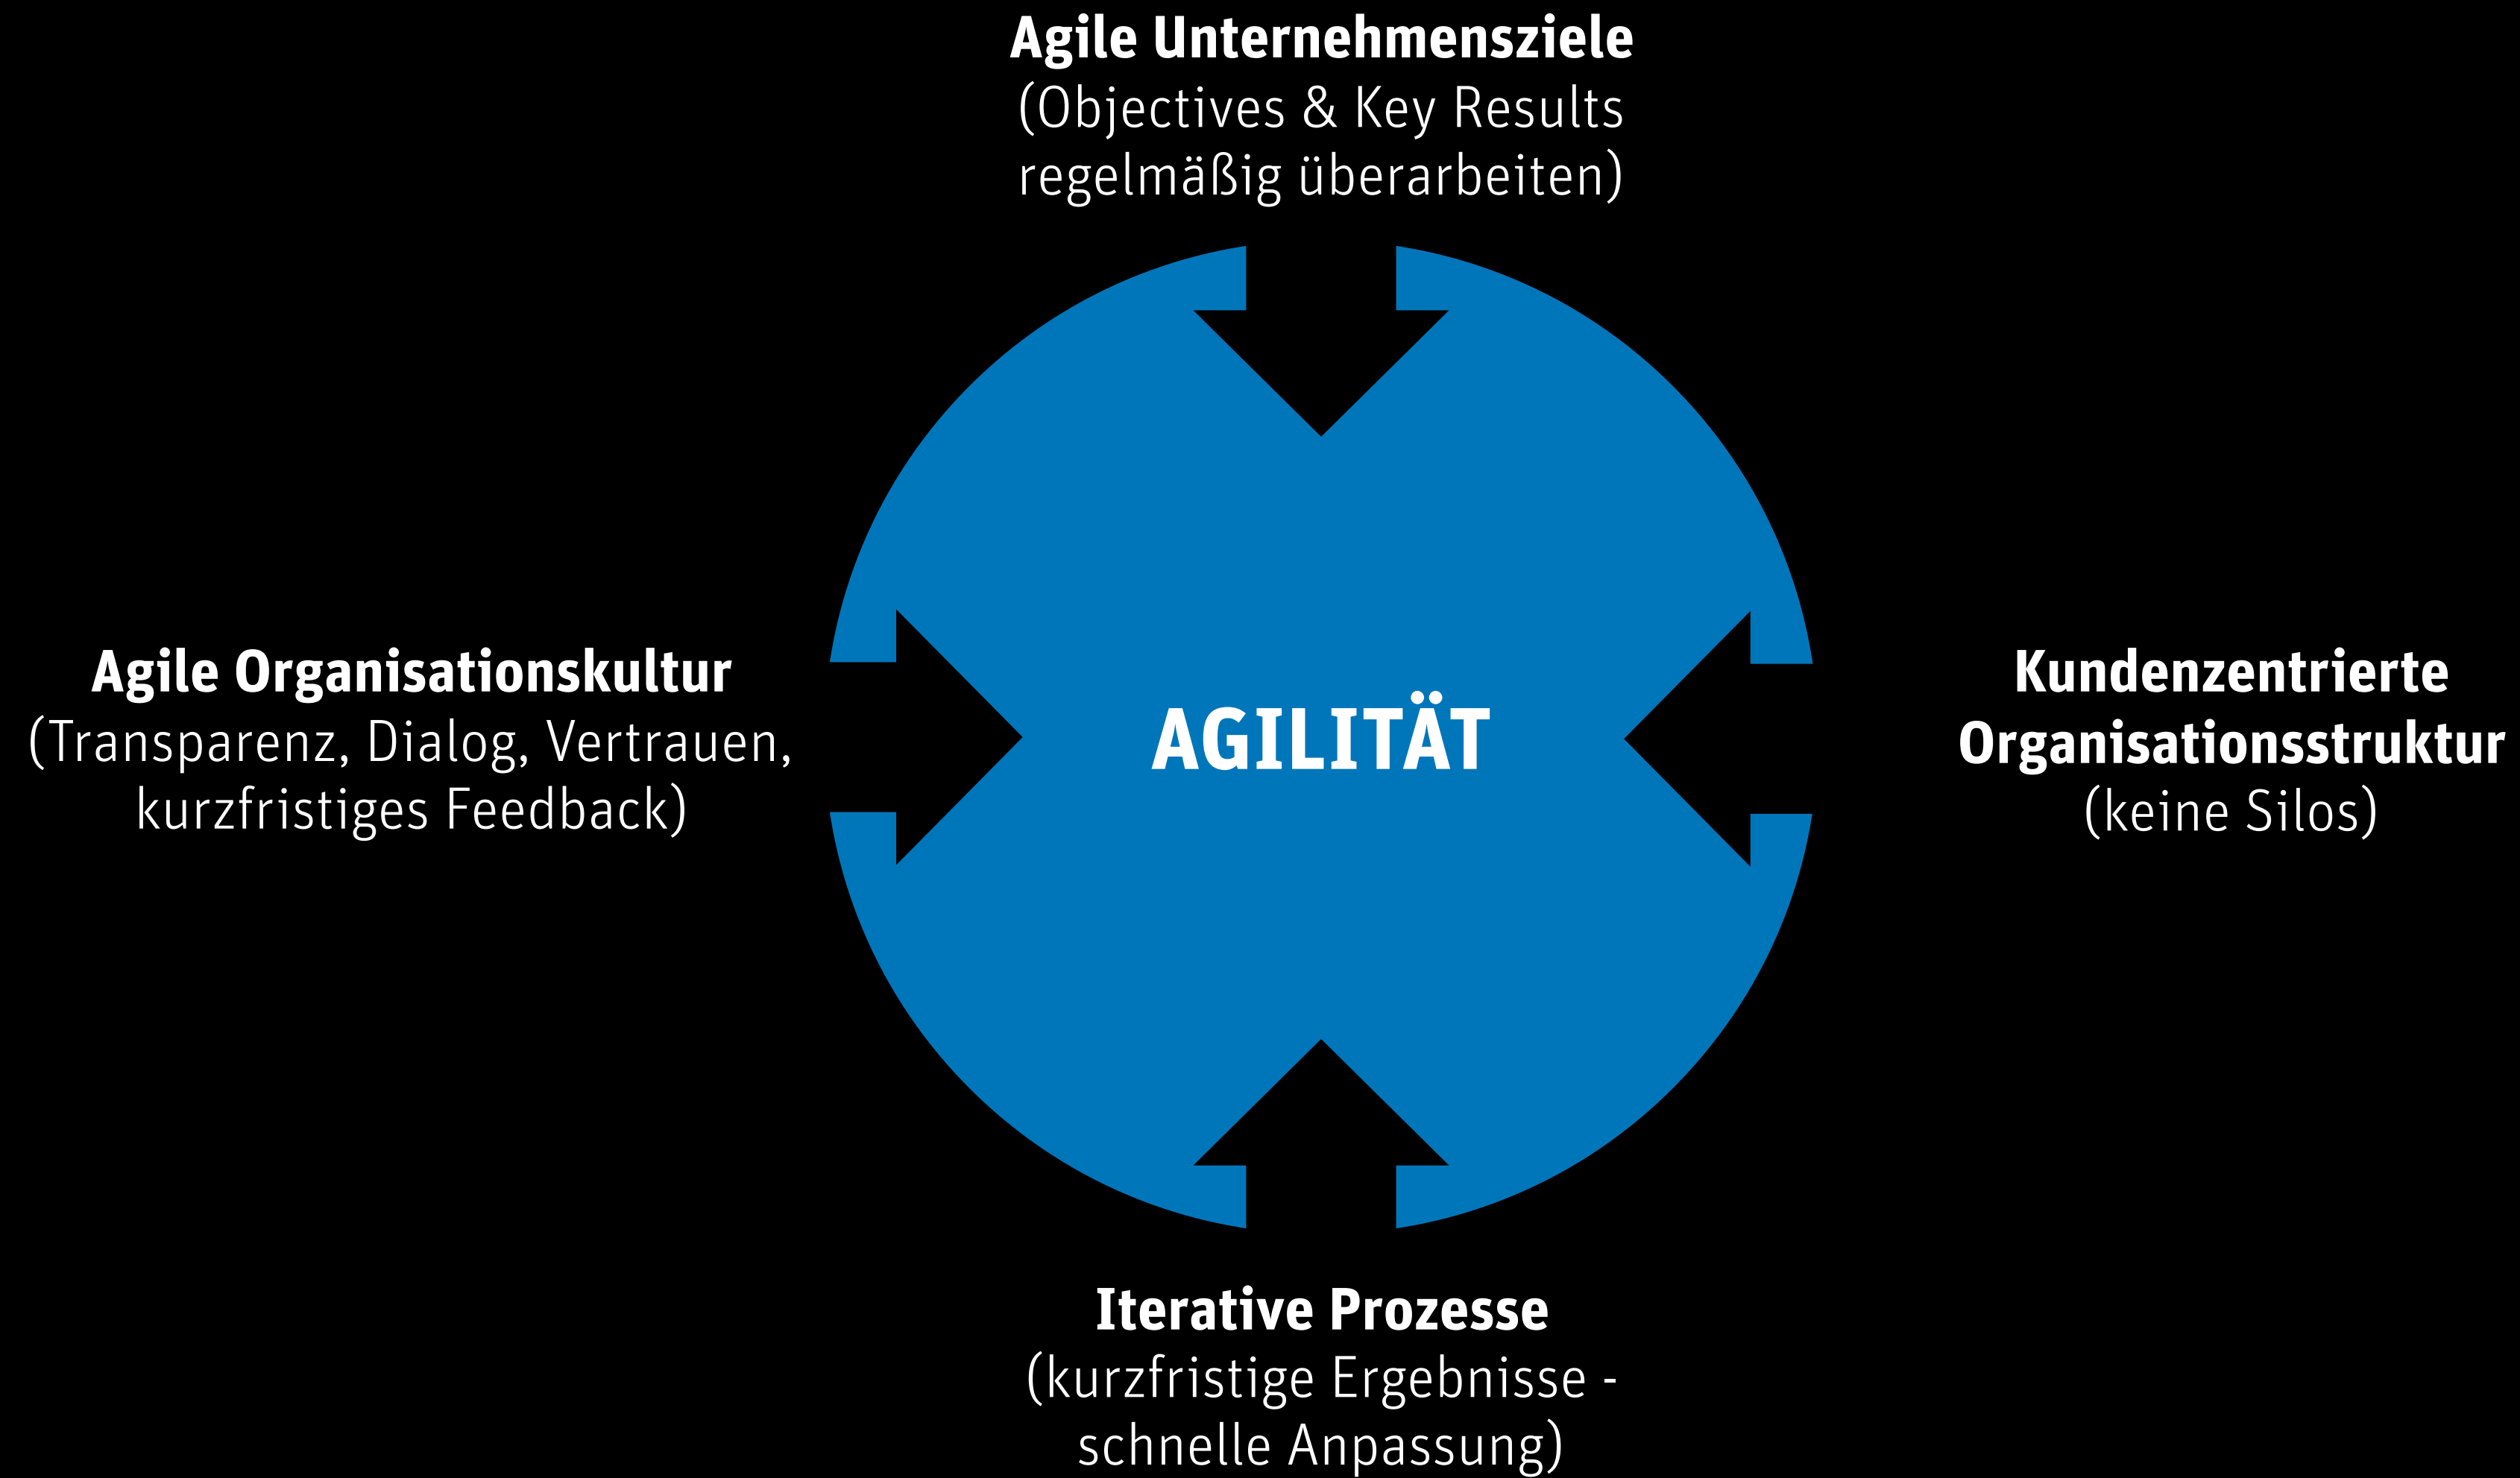 Agile Unternehmensziele
(Objectives & Key Results
regelmäßig überarbeiten)
Agile Organisationskultur
(Transparenz, Dialog, Vertrauen,
kurzfristiges Feedback)
AGILITÄT
Kundenzentrierte
Organisationsstruktur
(keine Silos)
Iterative Prozesse
(kurzfristige Ergebnisse -
schnelle Anpassung)